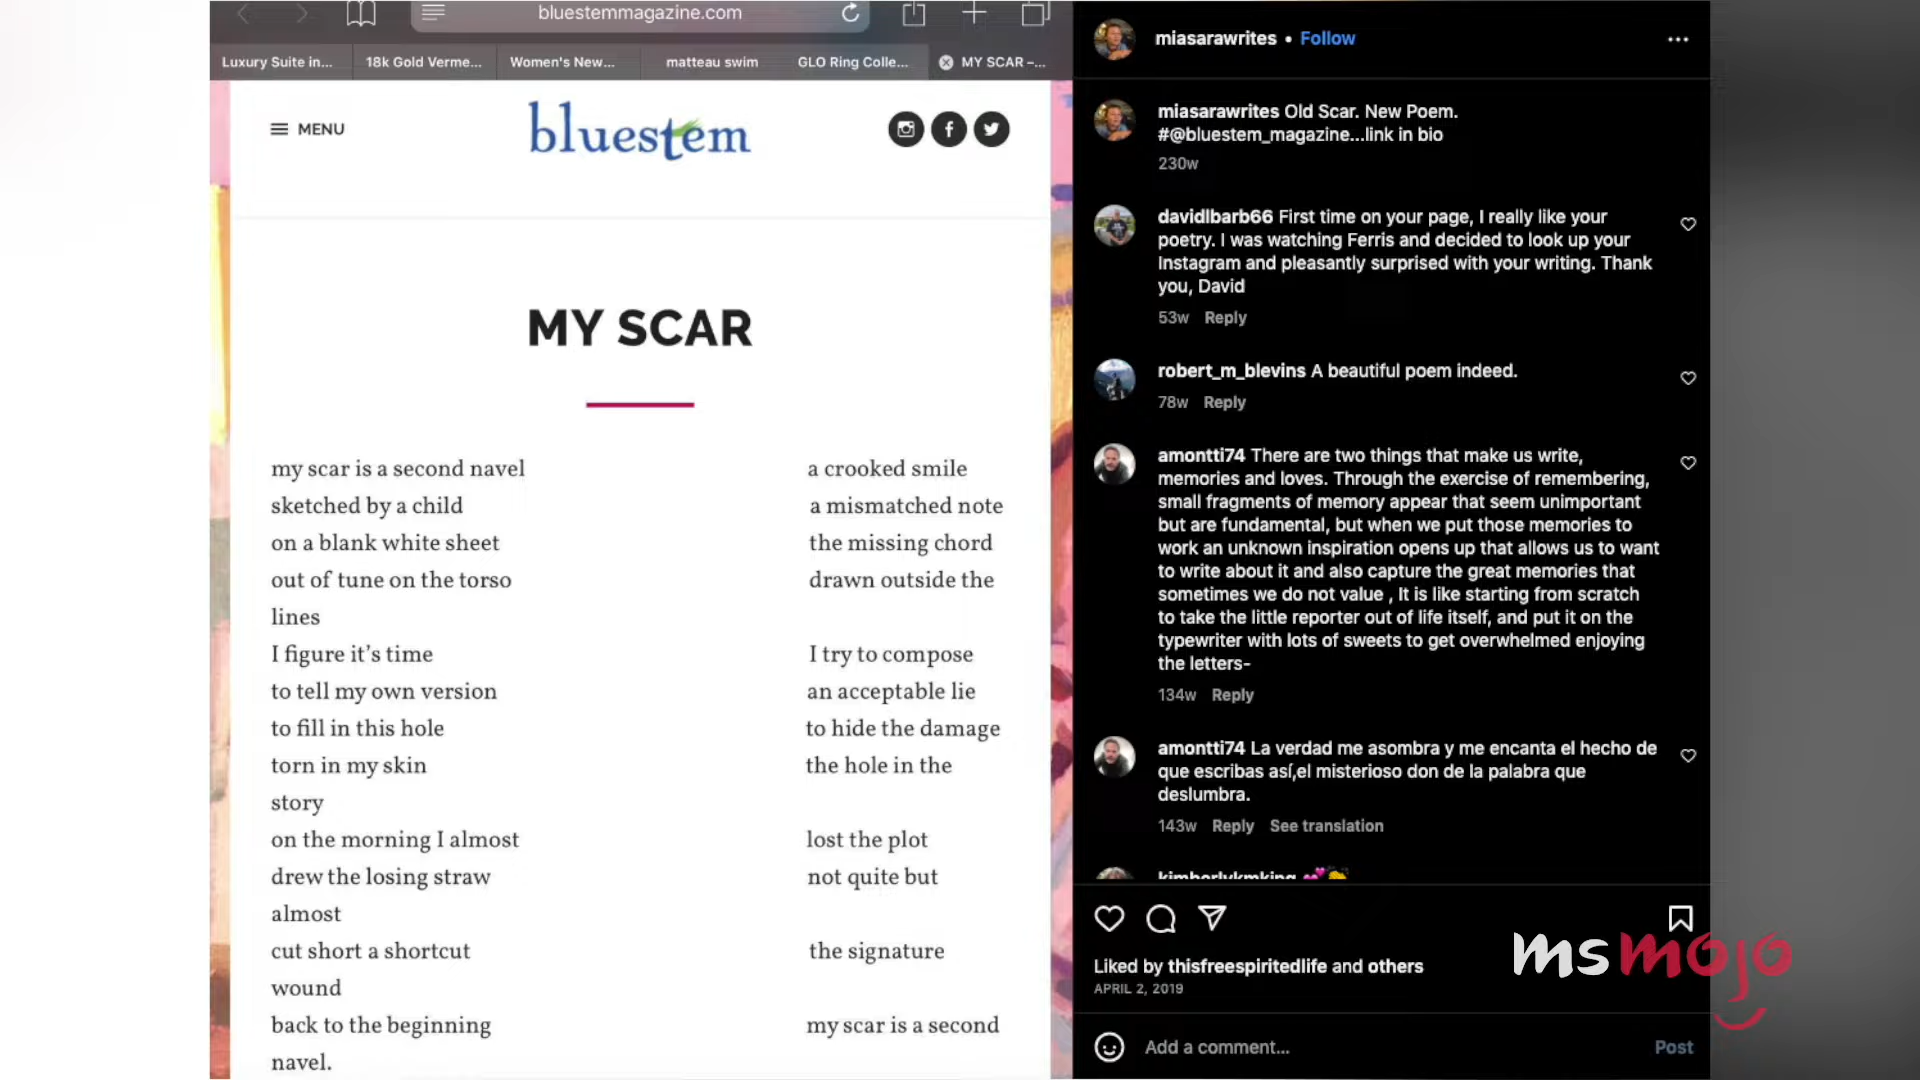 bluestemmagazine.com
Luxury Suite in...
18k Gold Verme...
Women's New...
matteau swim
GLO Ring Colle...
MY SCAR –...
MENU
bluestem
MY SCAR
my scar is a second navel a crooked smile
sketched by a child a mismatched note
on a blank white sheet the missing chord
out of tune on the torso drawn outside the
lines
I figure it's time I try to compose
to tell my own version an acceptable lie
to fill in this hole to hide the damage
torn in my skin the hole in the
story
on the morning I almost lost the plot
drew the losing straw not quite but
almost
cut short a shortcut the signature
wound
back to the beginning my scar is a second
navel.
miasarawrites • Follow
miasarawrites Old Scar. New Poem.
#@bluestem_magazine...link in bio
230w
davidlbarb66 First time on your page, I really like your
poetry. I was watching Ferris and decided to look up your
Instagram and pleasantly surprised with your writing. Thank
you, David
53w Reply
robert_m_blevins A beautiful poem indeed.
78w Reply
amontti74 There are two things that make us write,
memories and loves. Through the exercise of remembering,
small fragments of memory appear that seem unimportant
but are fundamental, but when we put those memories to
work an unknown inspiration opens up that allows us to want
to write about it and also capture the great memories that
sometimes we do not value , It is like starting from scratch
to take the little reporter out of life itself, and put it on the
typewriter with lots of sweets to get overwhelmed enjoying
the letters-
134w Reply
amontti74 La verdad me asombra y me encanta el hecho de
que escribas así,el misterioso don de la palabra que
deslumbra.
143w Reply See translation
kimberlykmking 💕
Liked by thisfreespiritedlife and others
APRIL 2, 2019
Add a comment...
Post
msmojo